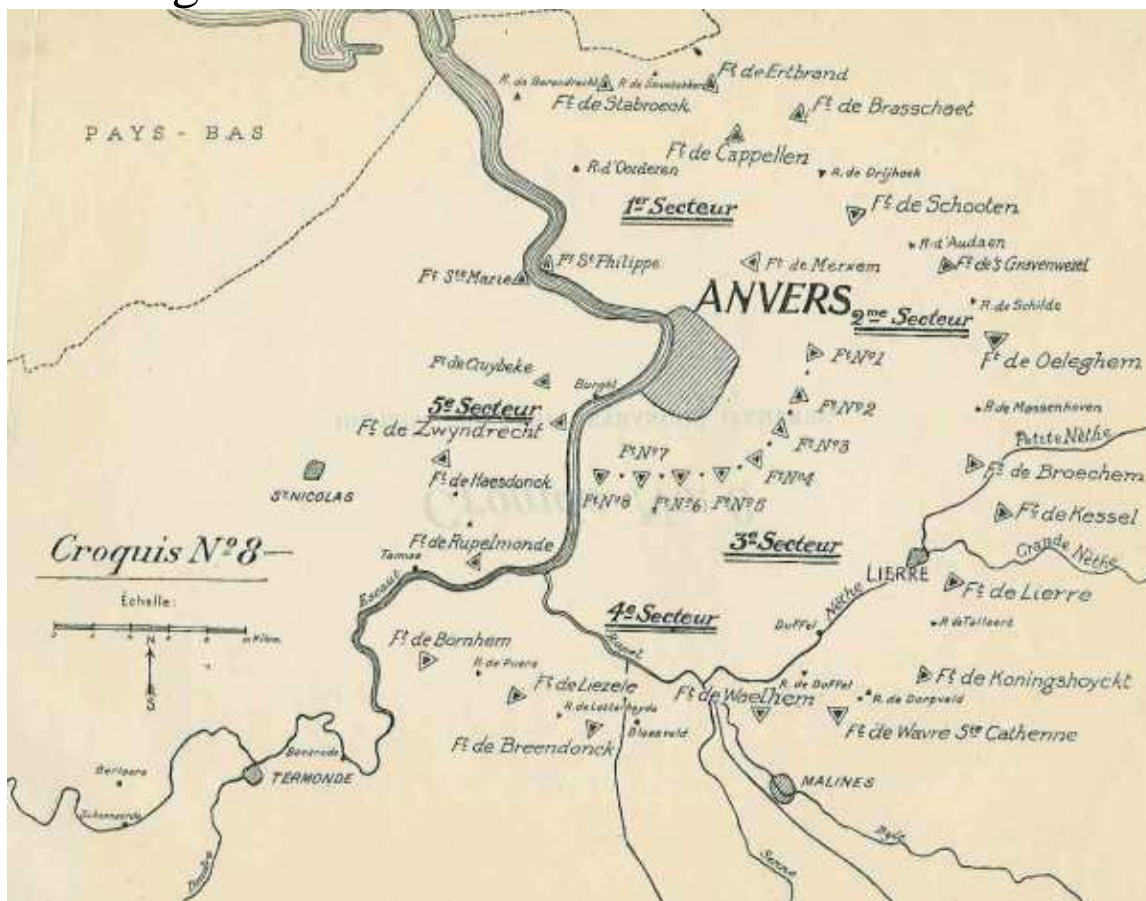 R. de Berendrecht
Ft de Stabroeck
Ft de Ertbrand
Ft de Brasschaet
PAYS-BAS
Ft de Cappellen
R. d'Oorderen
R. de Drijhoek
1er Secteur
Ft de Schooten
R. d'Audaen
Ft Ste Marie
Ft St Philippe
Ft de Merxem
Ft de 's Gravenwezel
ANVERS
2me Secteur
R. de Schilde
Ft No 1
Ft de Oeleghem
Ft de Cruybeke
Burght
5e Secteur
Ft No 2
R. de Massenhoven
Ft de Zwyndrecht
Ft No 3
Petite Nèthe
Ft No 7
Ft No 4
Ft de Broechem
St NICOLAS
Ft de Haesdonck
Ft No 8
Ft No 6
Ft No 5
Ft de Kessel
Croquis No 8
Ft de Rupelmonde
3e Secteur
Grande Nèthe
Tamse
LIERRE
Escaut
Ft de Lierre
Échelle:
Kilom.
N
S
4e Secteur
Nèthe
Duffel
R. de Tallaert
Rupel
Ft de Bornhem
R. de Puers
Ft de Liezele
Ft de Waelhem
R. de Duffel
R. de Dorpveld
Ft de Koningshoyckt
Ft de Breendonck
Blaesveld
Ft de Wavre Ste Catherine
Berlaere
TERMONDE
MALINES
Schoonaerde
Dendre
Senne
Dyle